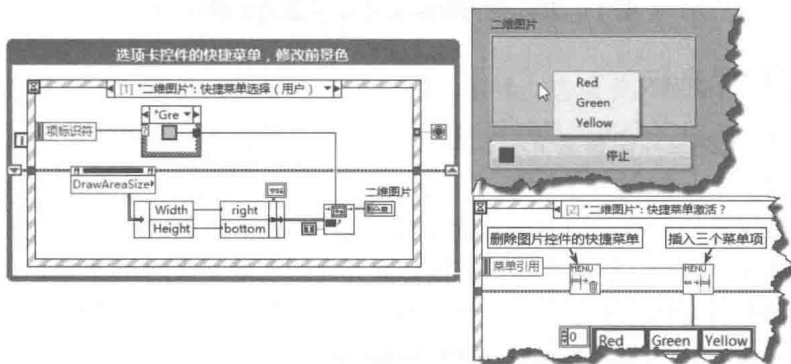 选项卡控件的快捷菜单，修改前景色
[1] "二维图片": 快捷菜单选择（用户）
"Gre
项标识符
i
DrawAreaSize
Width
Height
right
bottom
T
二维图片
二维图片
Red
Green
Yellow
停止
[2] "二维图片": 快捷菜单激活？
删除图片控件的快捷菜单
插入三个菜单项
菜单引用
MENU
MENU
0
Red
Green
Yellow